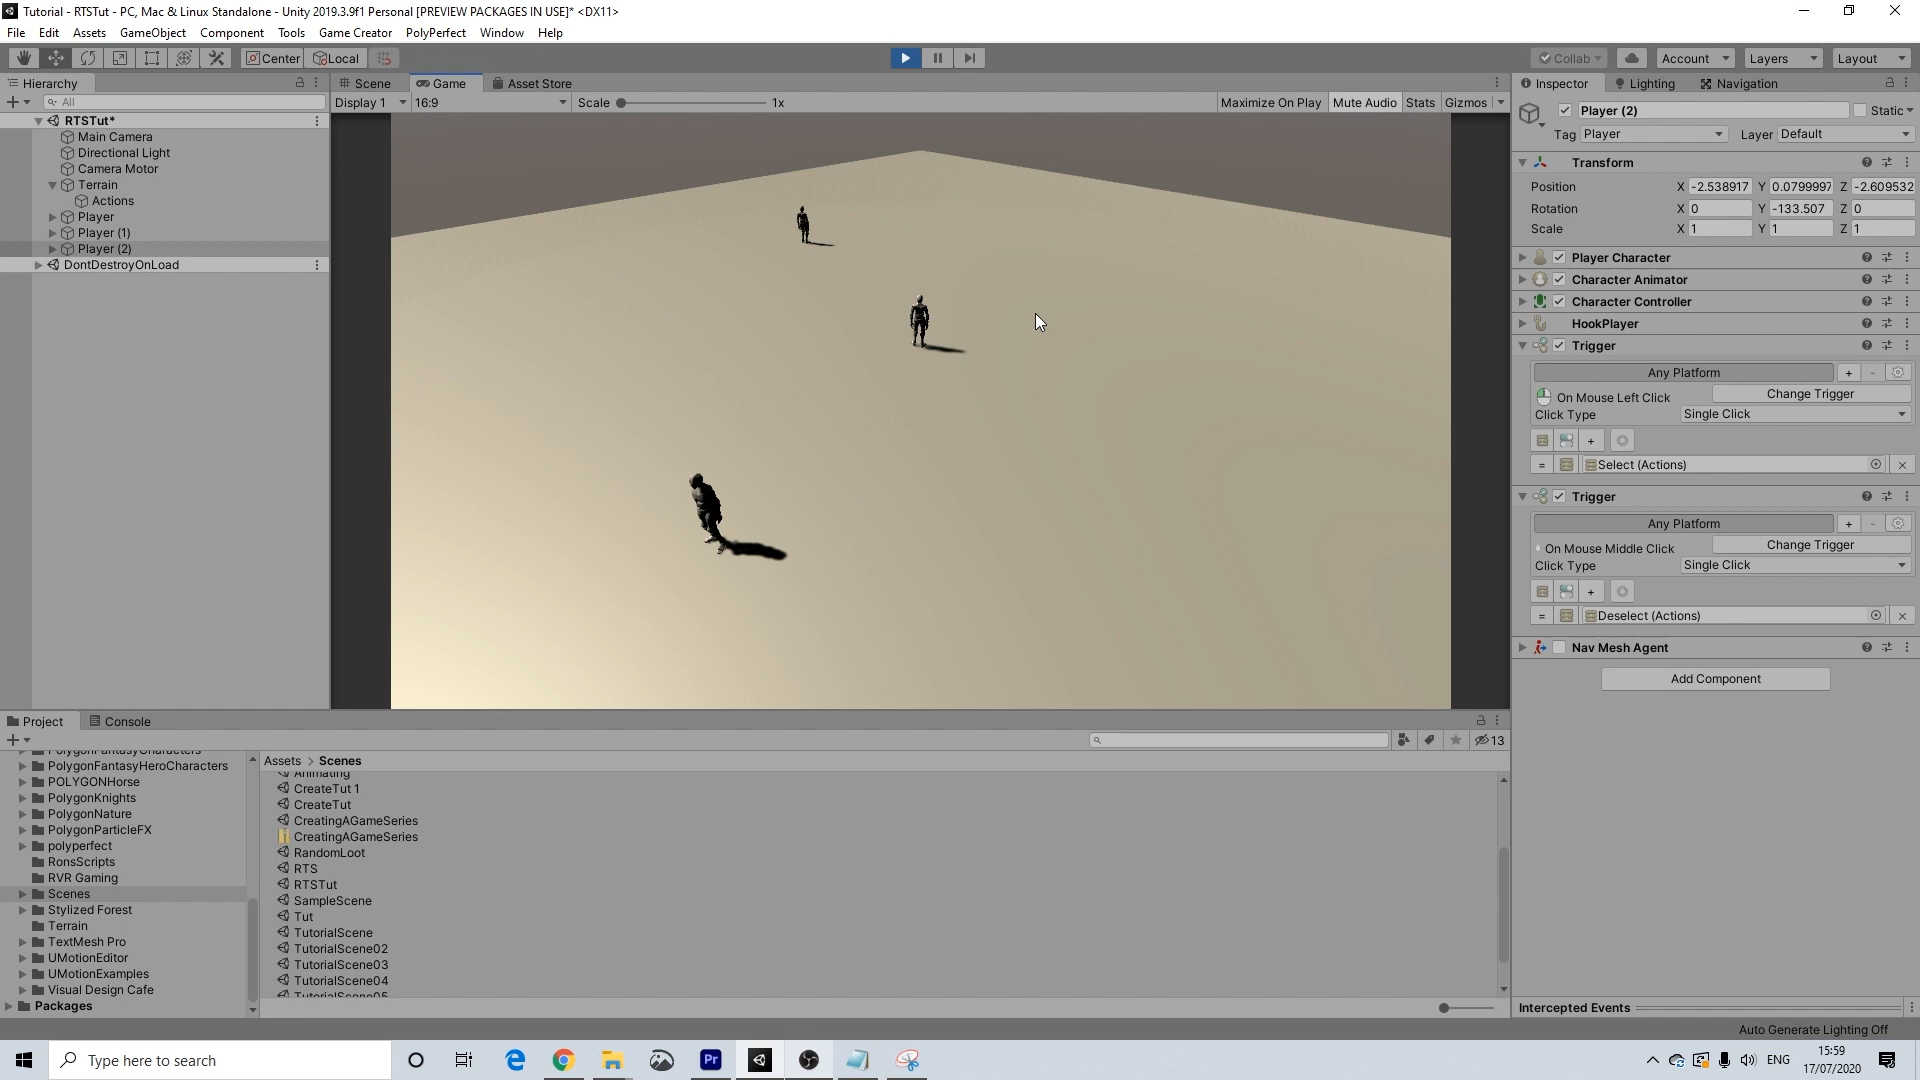 Tutorial - RTSTut - PC, Mac & Linux Standalone - Unity 2019.3.9f1 Personal [PREVIEW PACKAGES IN USE]* <DX11>
File Edit Assets GameObject Component Tools Game Creator PolyPerfect Window Help
Center Local Collab Account Layers Layout
Hierarchy Scene Game Asset Store Inspector Lighting Navigation
All Display 1 16:9 Scale 1x Maximize On Play Mute Audio Stats Gizmos
RTSTut*
Main Camera
Directional Light
Camera Motor
Terrain
Actions
Player
Player (1)
Player (2)
DontDestroyOnLoad
Player (2) Static
Tag Player Layer Default
Transform
Position X -2.538917 Y 0.0799997 Z -2.609532
Rotation X 0 Y -133.507 Z 0
Scale X 1 Y 1 Z 1
Player Character
Character Animator
Character Controller
HookPlayer
Trigger
Any Platform + -
On Mouse Left Click Change Trigger
Click Type Single Click
+
= Select (Actions)
Trigger
Any Platform + -
On Mouse Middle Click Change Trigger
Click Type Single Click
+
= Deselect (Actions)
Nav Mesh Agent
Add Component
Project Console
13
PolygonFantasyCharacters
PolygonFantasyHeroCharacters
POLYGONHorse
PolygonKnights
PolygonNature
PolygonParticleFX
polyperfect
RonsScripts
RVR Gaming
Scenes
Stylized Forest
Terrain
TextMesh Pro
UMotionEditor
UMotionExamples
Visual Design Cafe
Packages
Assets > Scenes
Animating
CreateTut 1
CreateTut
CreatingAGameSeries
CreatingAGameSeries
RandomLoot
RTS
RTSTut
SampleScene
Tut
TutorialScene
TutorialScene02
TutorialScene03
TutorialScene04
TutorialScene05
Intercepted Events
Auto Generate Lighting Off
Type here to search
Pr
ENG
15:59
17/07/2020